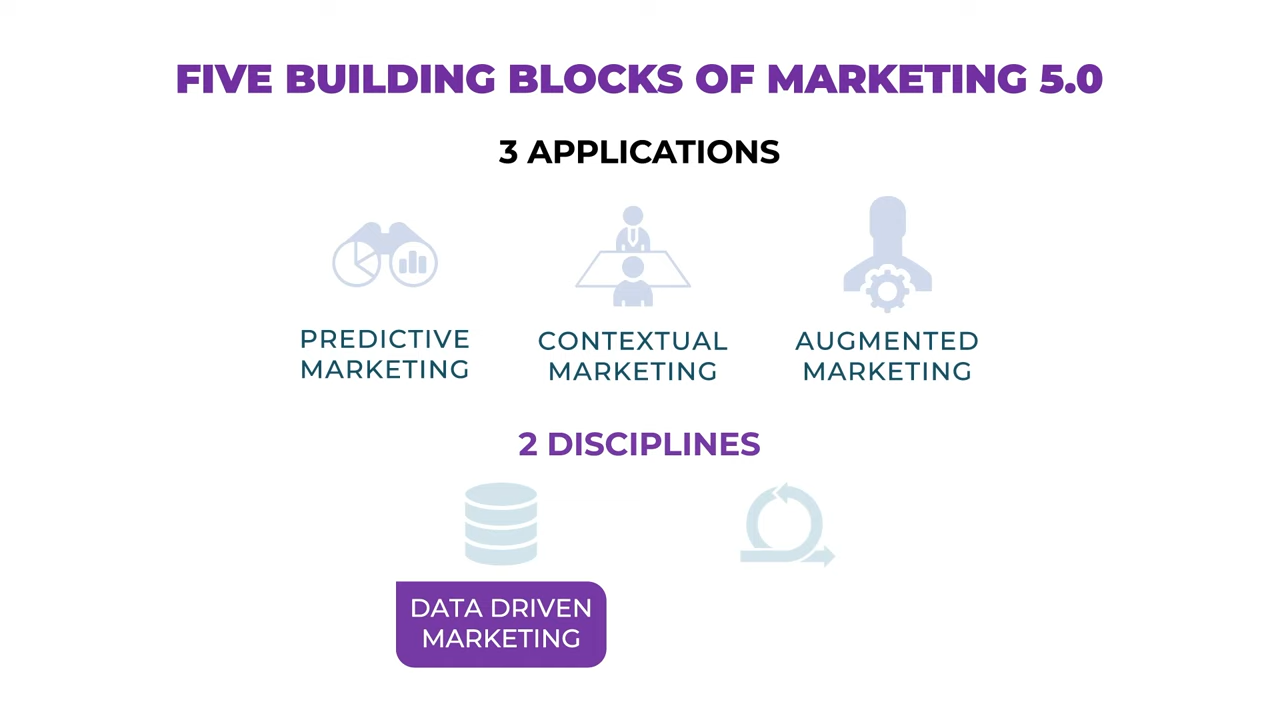 FIVE BUILDING BLOCKS OF MARKETING 5.0
3 APPLICATIONS
PREDICTIVE
MARKETING
CONTEXTUAL
MARKETING
AUGMENTED
MARKETING
2 DISCIPLINES
DATA DRIVEN
MARKETING